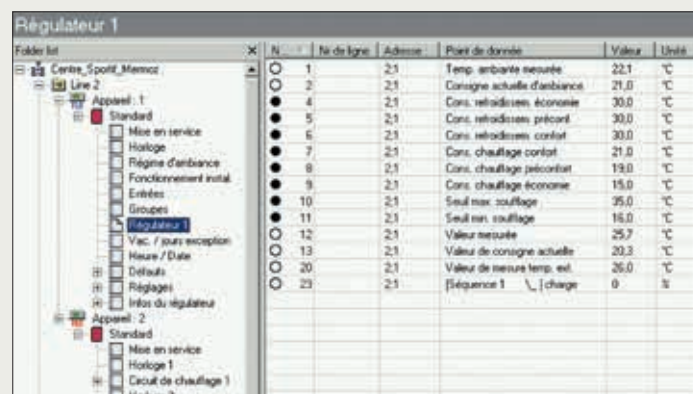 Régulateur 1
Folder list
Centre_Sportif_Mermoz
Line 2
Appareil : 1
Standard
Mise en service
Horloge
Régime d'ambiance
Fonctionnement instal.
Entrées
Groupes
Régulateur 1
Vac. / jours exception
Heure / Date
Défauts
Réglages
Infos du régulateur
Appareil : 2
Standard
Mise en service
Horloge 1
Circuit de chauffage 1
N... Nr de ligne Adresse Point de donnée Valeur Unité
1 2.1 Temp. ambiante mesurée 22,1 °C
2 2.1 Consigne actuelle d'ambiance 21,0 °C
4 2.1 Cons. refroidissem. économie 30,0 °C
5 2.1 Cons. refroidissem. précond 30,0 °C
6 2.1 Cons. refroidissem. confort 30,0 °C
7 2.1 Cons. chauffage confort 21,0 °C
8 2.1 Cons. chauffage préconfort 19,0 °C
9 2.1 Cons. chauffage économie 15,0 °C
10 2.1 Seuil max. soufflage 35,0 °C
11 2.1 Seuil min. soufflage 16,0 °C
12 2.1 Valeur mesurée 25,7 °C
13 2.1 Valeur de consigne actuelle 20,3 °C
20 2.1 Valeur de mesure temp. ext. 26,0 °C
23 2.1 [Séquence 1 \_ ] charge 0 %